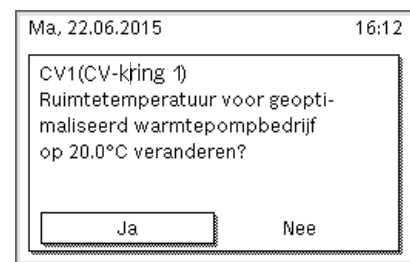 Ma, 22.06.2015 16:12
CV1(CV-kring 1)
Ruimtetemperatuur voor geopti-
maliseerd warmtepompbedrijf
op 20.0°C veranderen?
Ja Nee